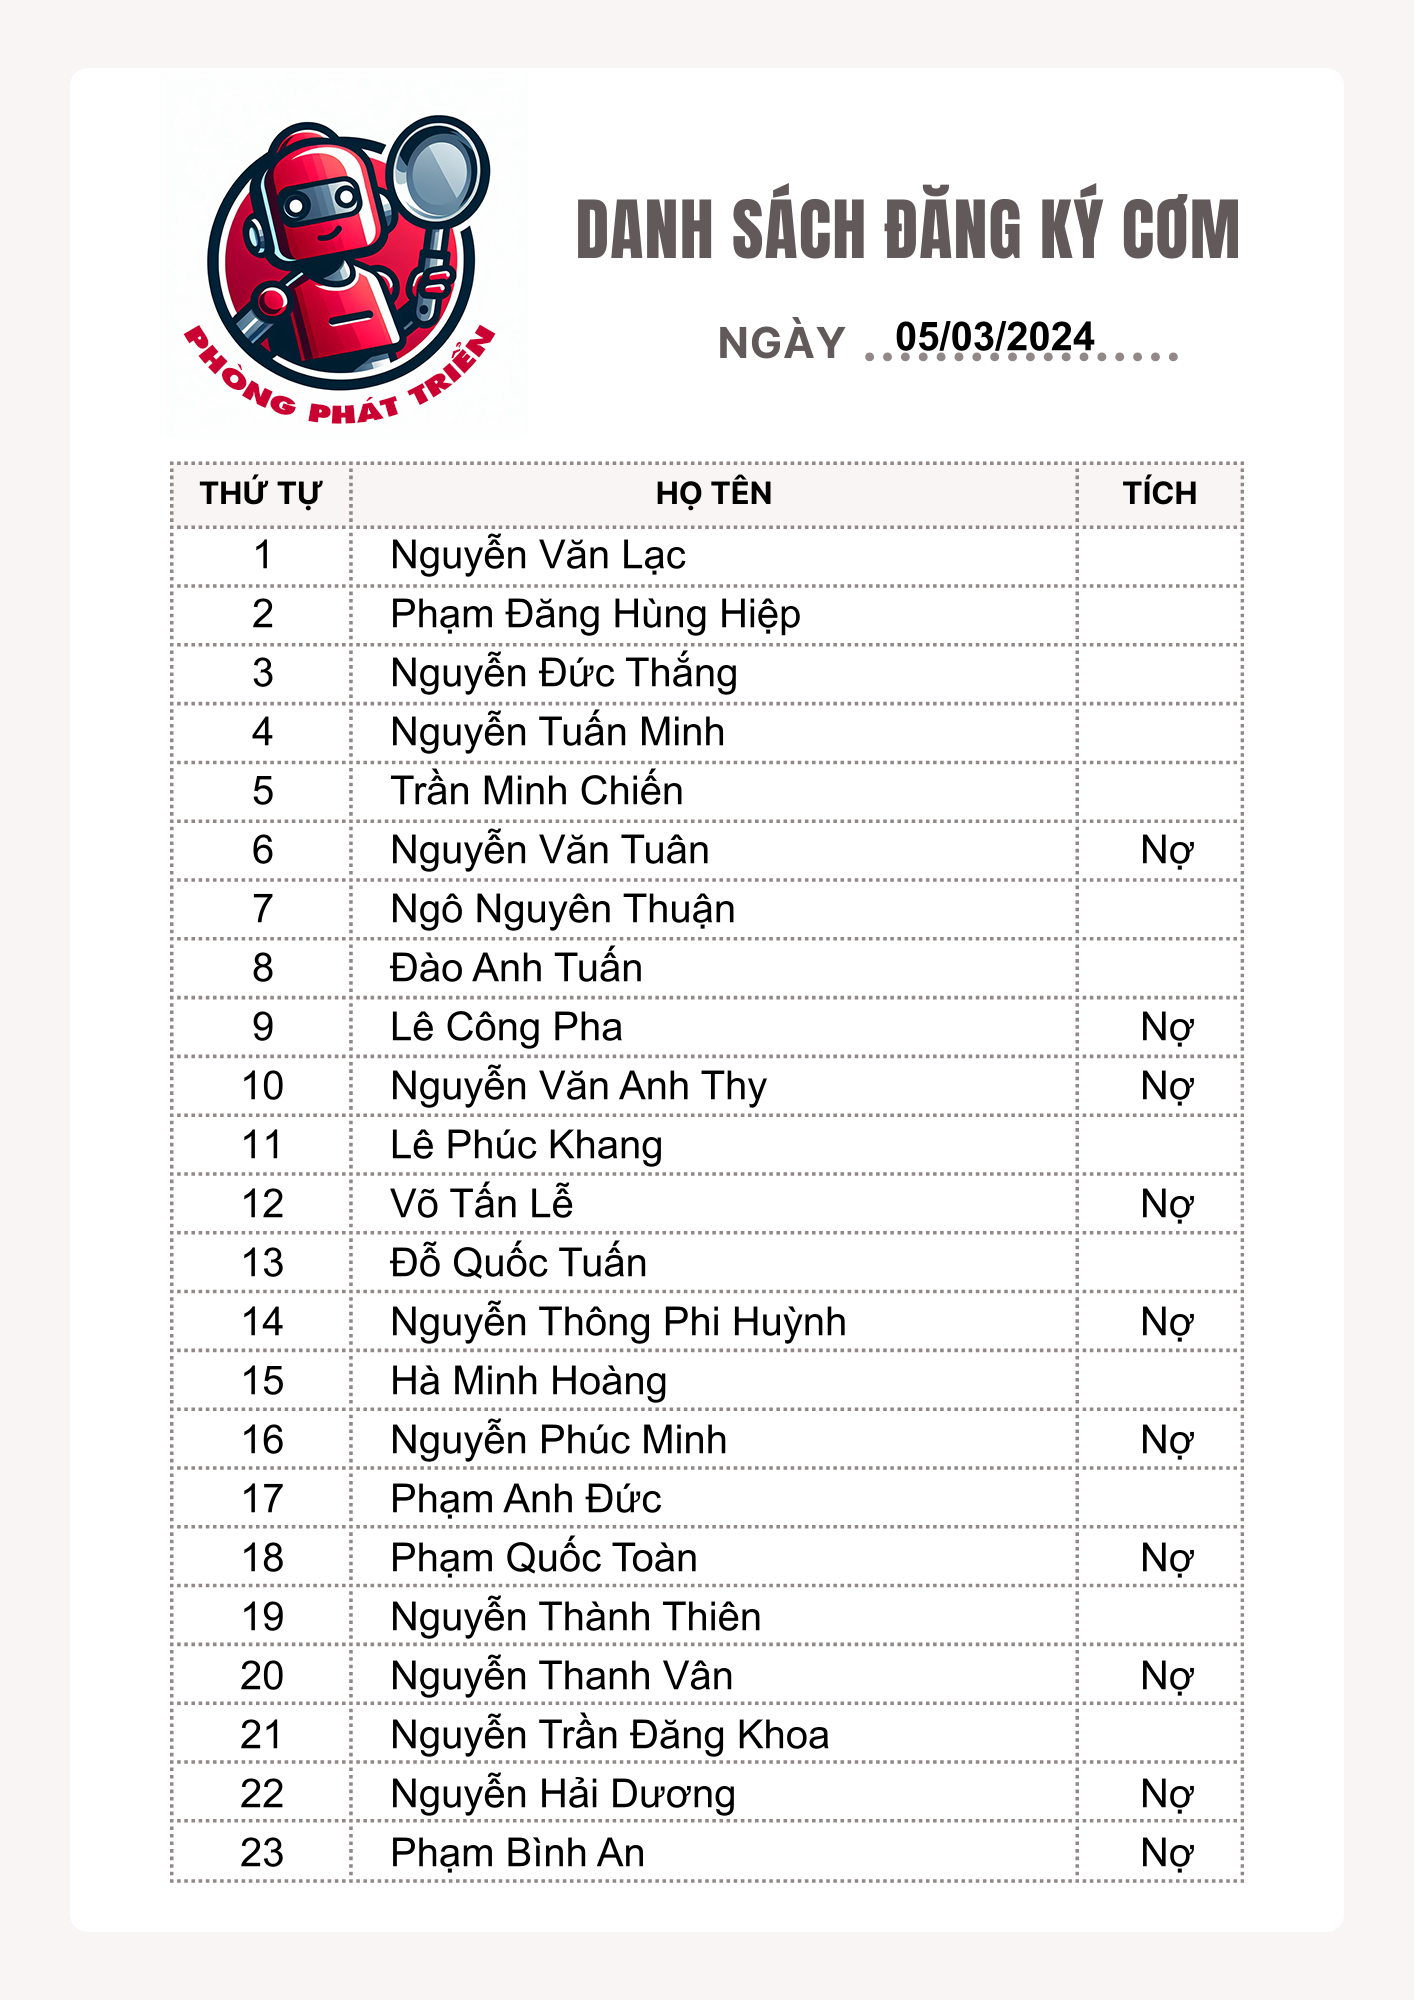 PHÒNG PHÁT TRIỂN
DANH SÁCH ĐĂNG KÝ CƠM
NGÀY 05/03/2024
THỨ TỰ HỌ TÊN TÍCH
1 Nguyễn Văn Lạc
2 Phạm Đăng Hùng Hiệp
3 Nguyễn Đức Thắng
4 Nguyễn Tuấn Minh
5 Trần Minh Chiến
6 Nguyễn Văn Tuân Nợ
7 Ngô Nguyên Thuận
8 Đào Anh Tuấn
9 Lê Công Pha Nợ
10 Nguyễn Văn Anh Thy Nợ
11 Lê Phúc Khang
12 Võ Tấn Lễ Nợ
13 Đỗ Quốc Tuấn
14 Nguyễn Thông Phi Huỳnh Nợ
15 Hà Minh Hoàng
16 Nguyễn Phúc Minh Nợ
17 Phạm Anh Đức
18 Phạm Quốc Toàn Nợ
19 Nguyễn Thành Thiên
20 Nguyễn Thanh Vân Nợ
21 Nguyễn Trần Đăng Khoa
22 Nguyễn Hải Dương Nợ
23 Phạm Bình An Nợ